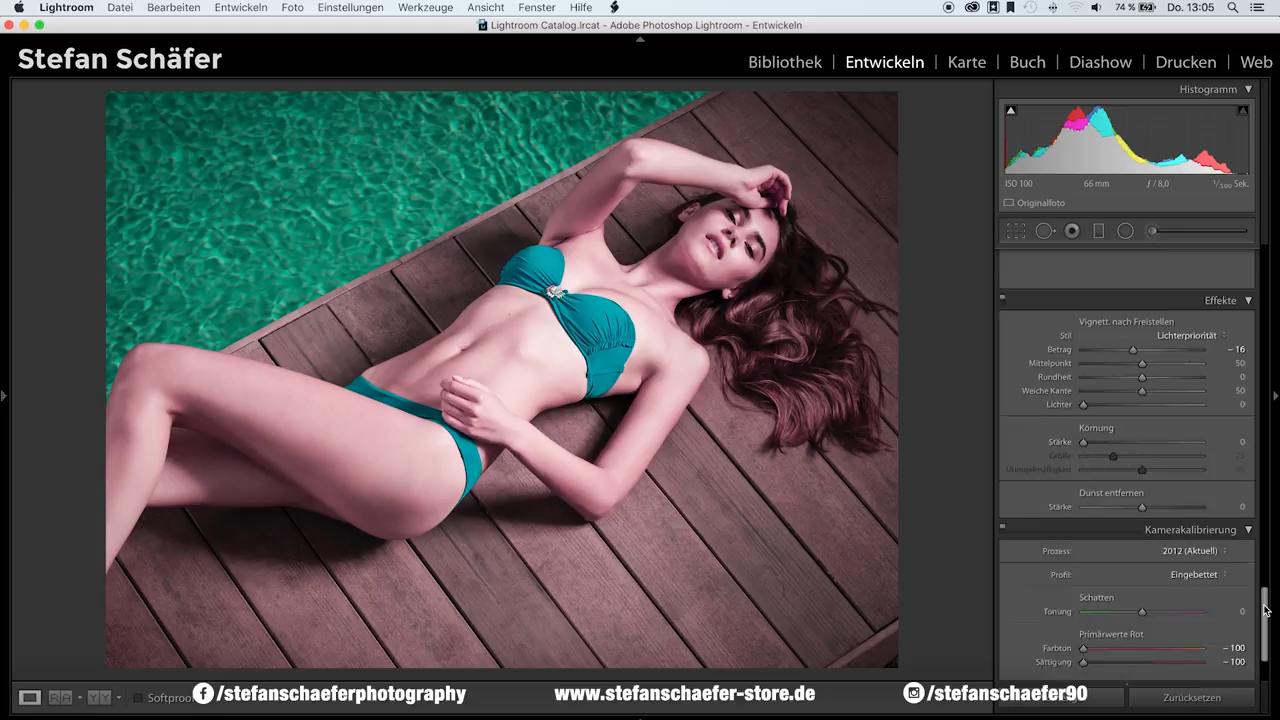 Lightroom Datei Bearbeiten Entwickeln Foto Einstellungen Werkzeuge Ansicht Fenster Hilfe 74 % Do. 13:05
Lightroom Catalog.lrcat - Adobe Photoshop Lightroom - Entwickeln
Stefan Schäfer
Bibliothek | Entwickeln | Karte | Buch | Diashow | Drucken | Web
Histogramm
ISO 100 66 mm ƒ / 8,0 1/500 Sek.
Originalfoto
Effekte
Vignett. nach Freistellen
Stil Lichterpriorität
Betrag – 16
Mittelpunkt 50
Rundheit 0
Weiche Kante 50
Lichter 0
Körnung
Stärke 0
Größe 25
Dunst entfernen
Stärke 0
Kamerakalibrierung
Prozess: 2012 (Aktuell)
Profil: Eingebettet
Schatten
Tonung 0
Primärwerte Rot
Farbton – 100
Sättigung – 100
/stefanschaeferphotography www.stefanschaefer-store.de /stefanschaefer90
Zurücksetzen